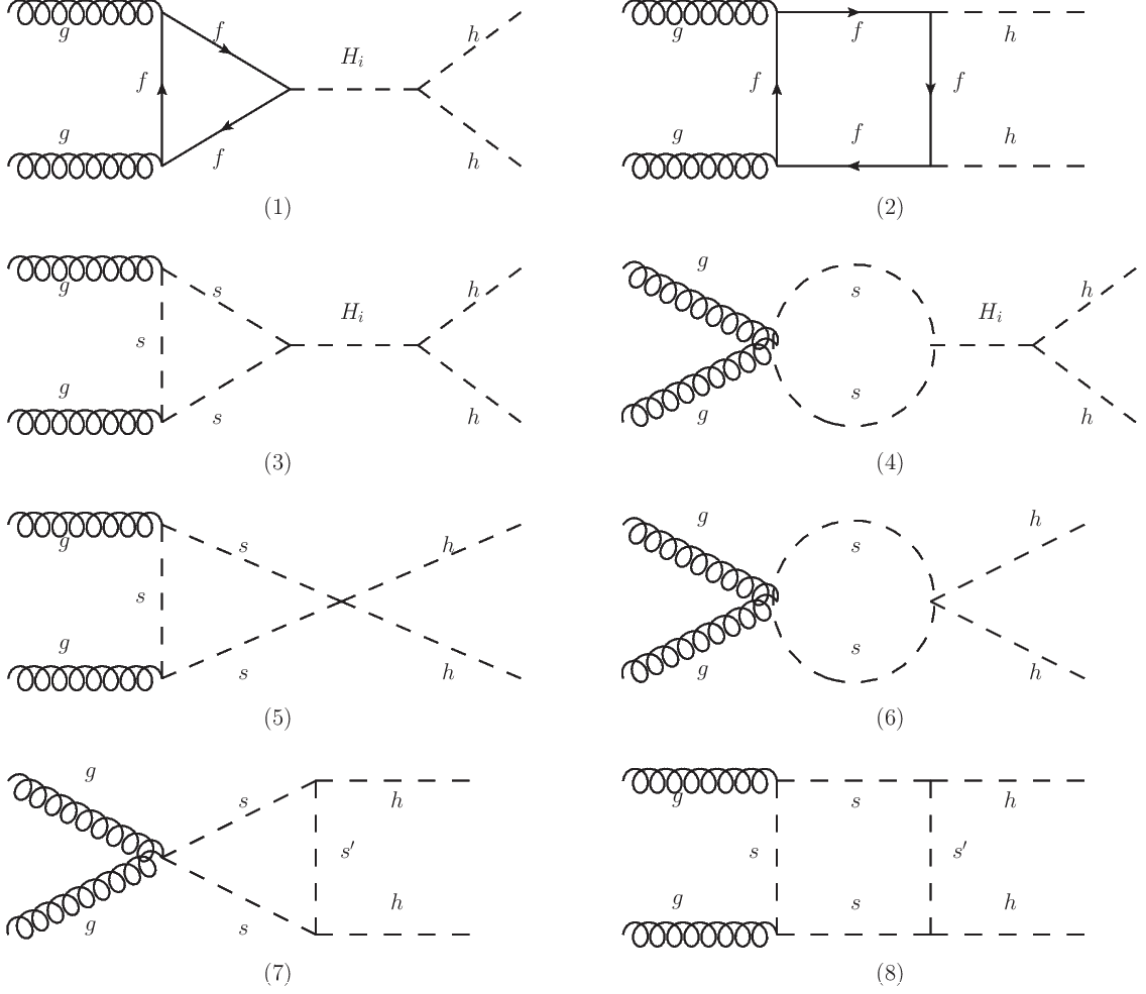 g f H_i h
f
g f h
(1)
g f h
f f
g f h
(2)
g s H_i h
s
g s h
(3)
g s H_i h
g s h
(4)
g s h
s
g s h
(5)
g s h
g s h
(6)
g s h
s′
g s h
(7)
g s h
s s′
g s h
(8)